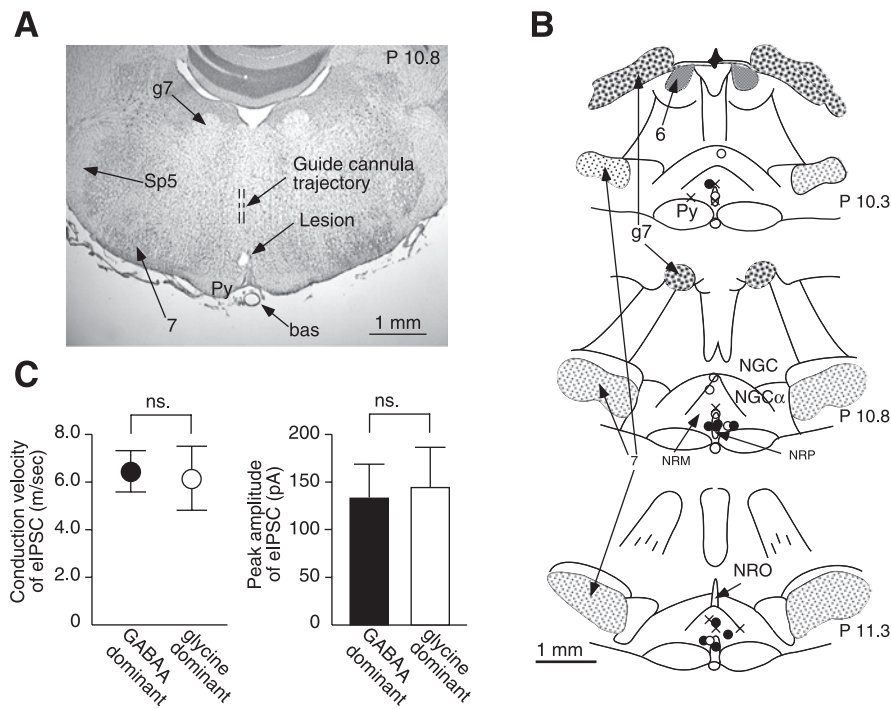 A
P 10.8
g7
Sp5
Guide cannula
trajectory
Lesion
Py
7
bas
1 mm
B
6
P 10.3
Py
g7
NGC
NGCα
P 10.8
NRM
NRP
7
NRO
P 11.3
1 mm
C
ns.
Conduction velocity
of eIPSC (m/sec)
8.0
6.0
4.0
2.0
0
GABAA
dominant
glycine
dominant
ns.
Peak amplitude
of eIPSC (pA)
200
150
100
50
0
GABAA
dominant
glycine
dominant